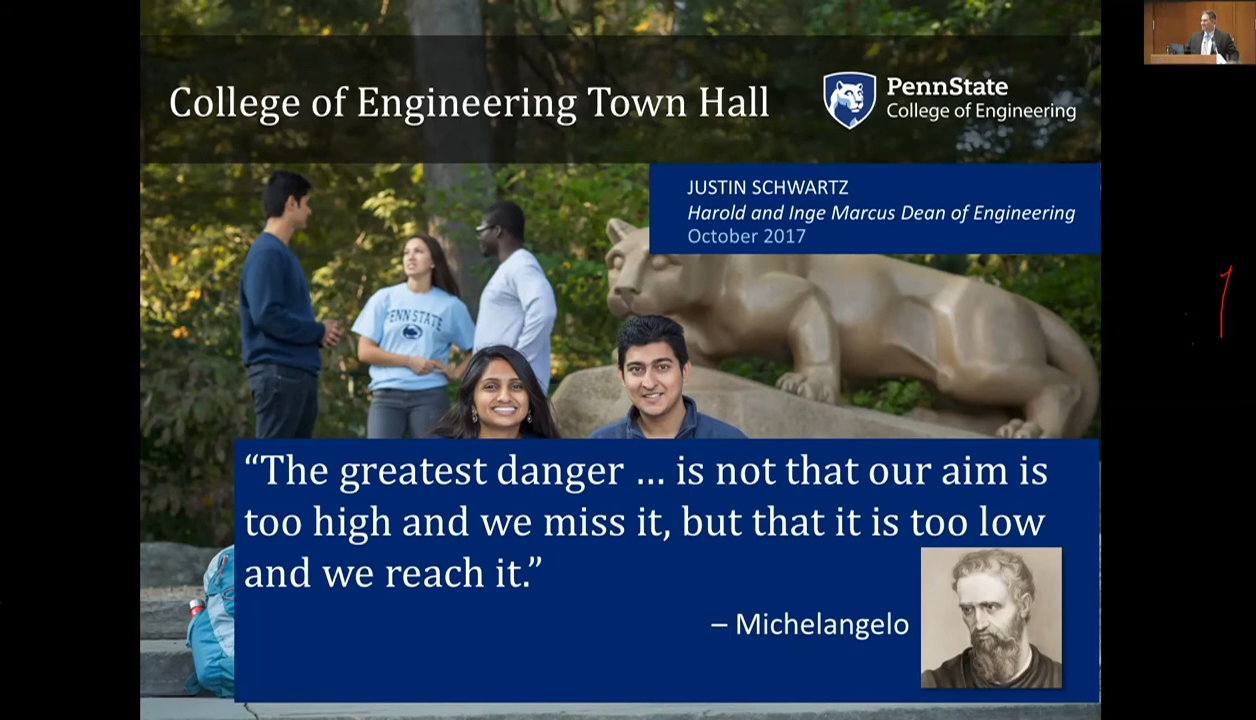 College of Engineering Town Hall
PennState
College of Engineering
JUSTIN SCHWARTZ
Harold and Inge Marcus Dean of Engineering
October 2017
PENN STATE
“The greatest danger ... is not that our aim is
too high and we miss it, but that it is too low
and we reach it.”
– Michelangelo